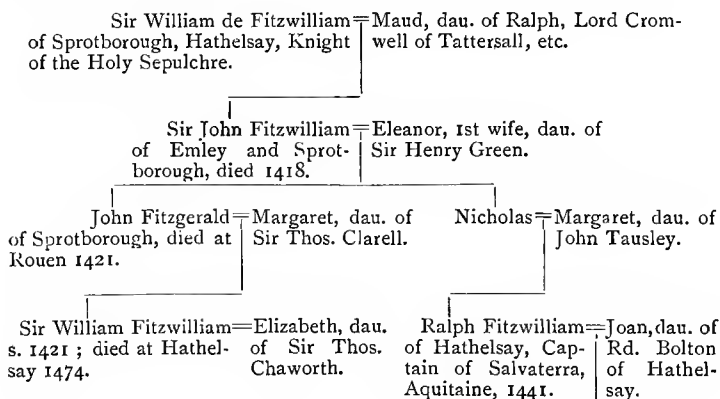 Sir William de Fitzwilliam═Maud, dau. of Ralph, Lord Crom-
of Sprotborough, Hathelsay, Knight well of Tattersall, etc.
of the Holy Sepulchre.
Sir John Fitzwilliam═Eleanor, 1st wife, dau. of
of Emley and Sprot- Sir Henry Green.
borough, died 1418.
John Fitzgerald═Margaret, dau. of
of Sprotborough, died at Sir Thos. Clarell.
Rouen 1421.
Nicholas═Margaret, dau. of
John Tausley.
Sir William Fitzwilliam═Elizabeth, dau.
s. 1421 ; died at Hathel- of Sir Thos.
say 1474. Chaworth.
Ralph Fitzwilliam═Joan, dau. of
of Hathelsay, Cap- Rd. Bolton
tain of Salvaterra, of Hathel-
Aquitaine, 1441. say.